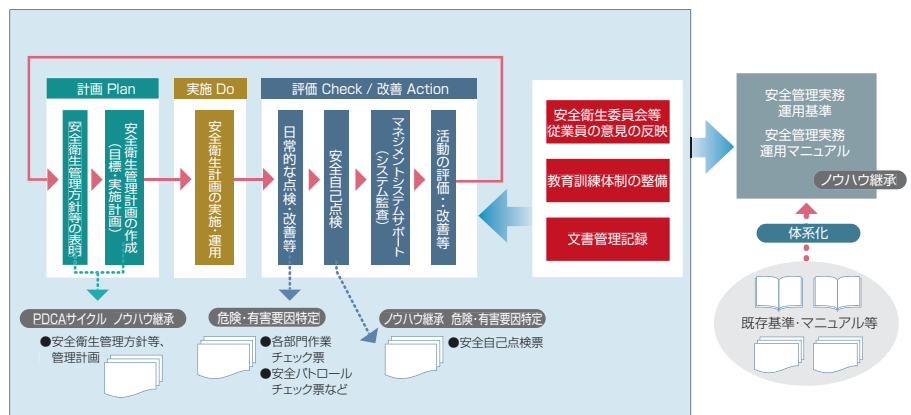 計画 Plan
実施 Do
評価 Check / 改善 Action
安全衛生管理方針等の表明
安全衛生管理計画の作成
（目標・実施計画）
安全衛生計画の実施・運用
日常的な点検・改善等
安全自己点検
マネジメントシステムサポート
（システム監査）
活動の評価・改善等
安全衛生委員会等
従業員の意見の反映
教育訓練体制の整備
文書管理記録
安全管理実務
運用基準
安全管理実務
運用マニュアル
ノウハウ継承
体系化
既存基準・マニュアル等
PDCAサイクル ノウハウ継承
●安全衛生管理方針等、
管理計画
危険・有害要因特定
●各部門作業
チェック票
●安全パトロール
チェック票など
ノウハウ継承 危険・有害要因特定
●安全自己点検票